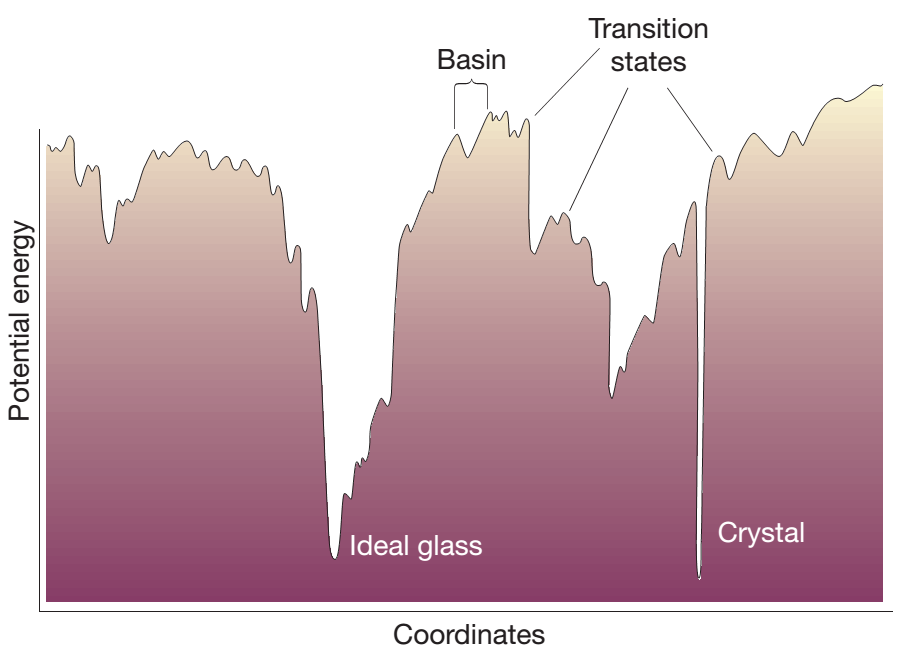 Transition
states
Basin
Potential energy
Ideal glass
Crystal
Coordinates